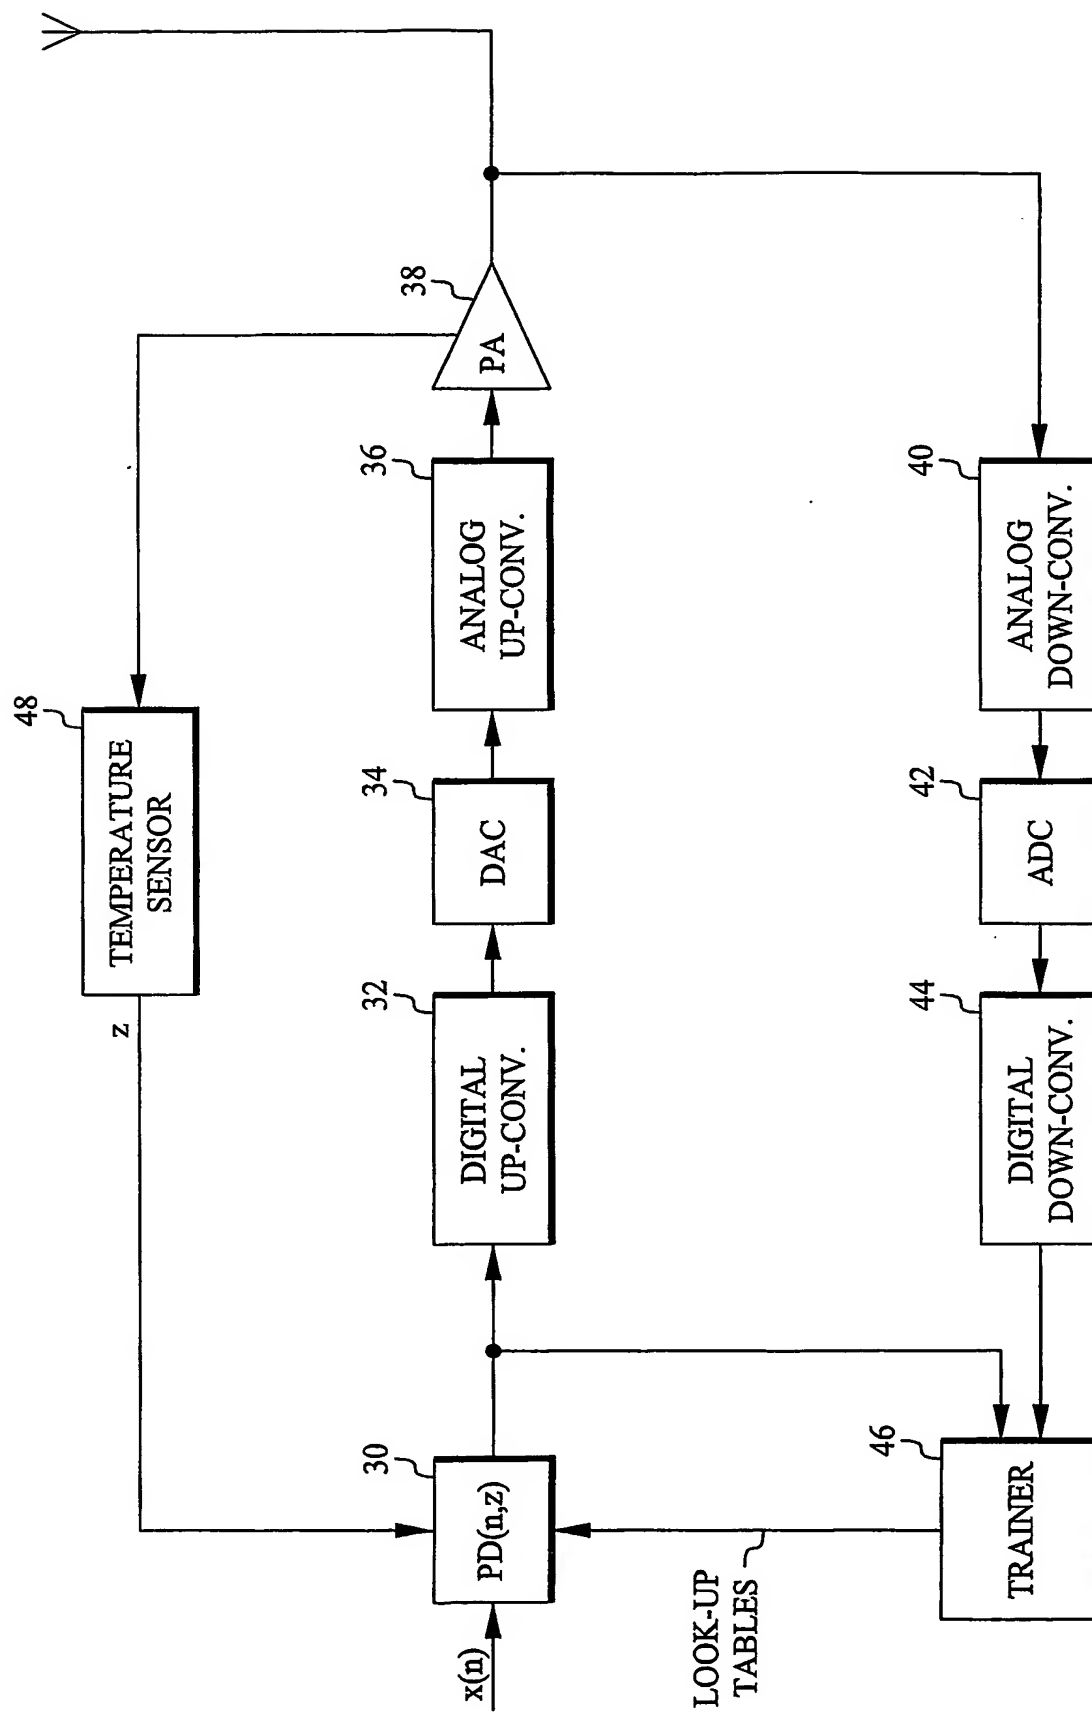 48
TEMPERATURE
SENSOR
z
38
PA
36
ANALOG
UP-CONV.
34
DAC
32
DIGITAL
UP-CONV.
30
PD(n,z)
x(n)
LOOK-UP
TABLES
40
ANALOG
DOWN-CONV.
42
ADC
44
DIGITAL
DOWN-CONV.
46
TRAINER